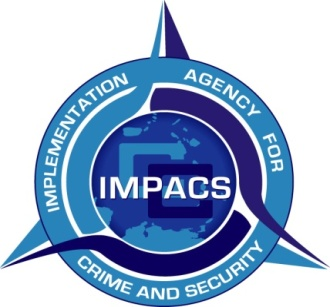 IMPLEMENTATION AGENCY FOR
CRIME AND SECURITY
IMPACS